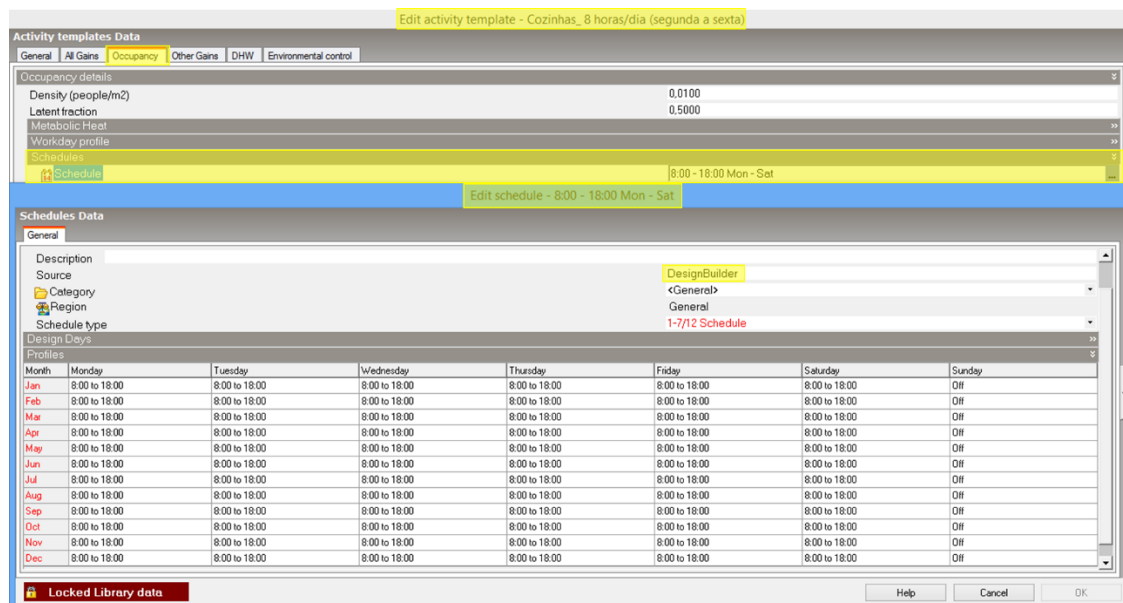 Edit activity template - Cozinhas_ 8 horas/dia (segunda a sexta)
Activity templates Data
General All Gains Occupancy Other Gains DHW Environmental control
Occupancy details
Density (people/m2) 0,0100
Latent fraction 0,5000
Metabolic Heat
Workday profile
Schedules
Schedule 8:00 - 18:00 Mon - Sat
Edit schedule - 8:00 - 18:00 Mon - Sat
Schedules Data
General
Description
Source DesignBuilder
Category <General>
Region General
Schedule type 1-7/12 Schedule
Design Days
Profiles
Month Monday Tuesday Wednesday Thursday Friday Saturday Sunday
Jan 8:00 to 18:00 8:00 to 18:00 8:00 to 18:00 8:00 to 18:00 8:00 to 18:00 8:00 to 18:00 Off
Feb 8:00 to 18:00 8:00 to 18:00 8:00 to 18:00 8:00 to 18:00 8:00 to 18:00 8:00 to 18:00 Off
Mar 8:00 to 18:00 8:00 to 18:00 8:00 to 18:00 8:00 to 18:00 8:00 to 18:00 8:00 to 18:00 Off
Apr 8:00 to 18:00 8:00 to 18:00 8:00 to 18:00 8:00 to 18:00 8:00 to 18:00 8:00 to 18:00 Off
May 8:00 to 18:00 8:00 to 18:00 8:00 to 18:00 8:00 to 18:00 8:00 to 18:00 8:00 to 18:00 Off
Jun 8:00 to 18:00 8:00 to 18:00 8:00 to 18:00 8:00 to 18:00 8:00 to 18:00 8:00 to 18:00 Off
Jul 8:00 to 18:00 8:00 to 18:00 8:00 to 18:00 8:00 to 18:00 8:00 to 18:00 8:00 to 18:00 Off
Aug 8:00 to 18:00 8:00 to 18:00 8:00 to 18:00 8:00 to 18:00 8:00 to 18:00 8:00 to 18:00 Off
Sep 8:00 to 18:00 8:00 to 18:00 8:00 to 18:00 8:00 to 18:00 8:00 to 18:00 8:00 to 18:00 Off
Oct 8:00 to 18:00 8:00 to 18:00 8:00 to 18:00 8:00 to 18:00 8:00 to 18:00 8:00 to 18:00 Off
Nov 8:00 to 18:00 8:00 to 18:00 8:00 to 18:00 8:00 to 18:00 8:00 to 18:00 8:00 to 18:00 Off
Dec 8:00 to 18:00 8:00 to 18:00 8:00 to 18:00 8:00 to 18:00 8:00 to 18:00 8:00 to 18:00 Off
Locked Library data Help Cancel OK